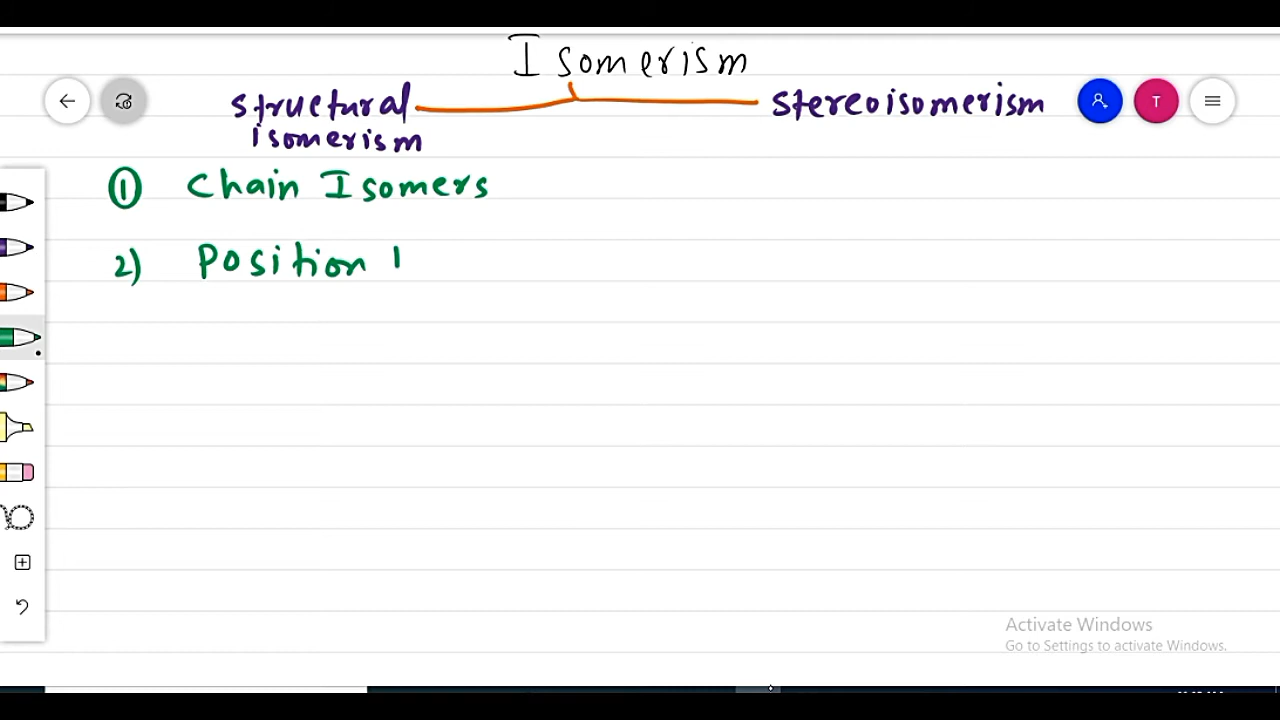 Isomerism
structural stereoisomerism
isomerism
① Chain Isomers
2) Position I
T
Activate Windows
Go to Settings to activate Windows.